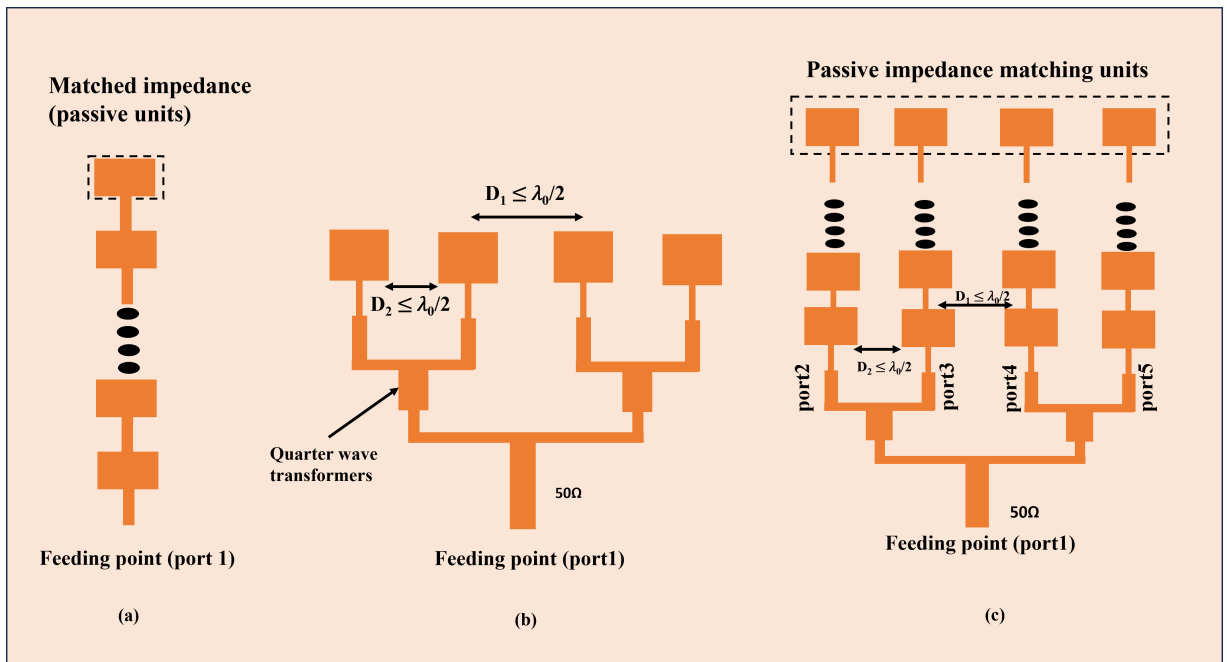 Matched impedance
(passive units)
Feeding point (port 1)
(a)
D₁ ≤ λ₀/2
D₂ ≤ λ₀/2
Quarter wave
transformers
50Ω
Feeding point (port1)
(b)
Passive impedance matching units
D₁ ≤ λ₀/2
D₂ ≤ λ₀/2
port2
port3
port4
port5
50Ω
Feeding point (port1)
(c)